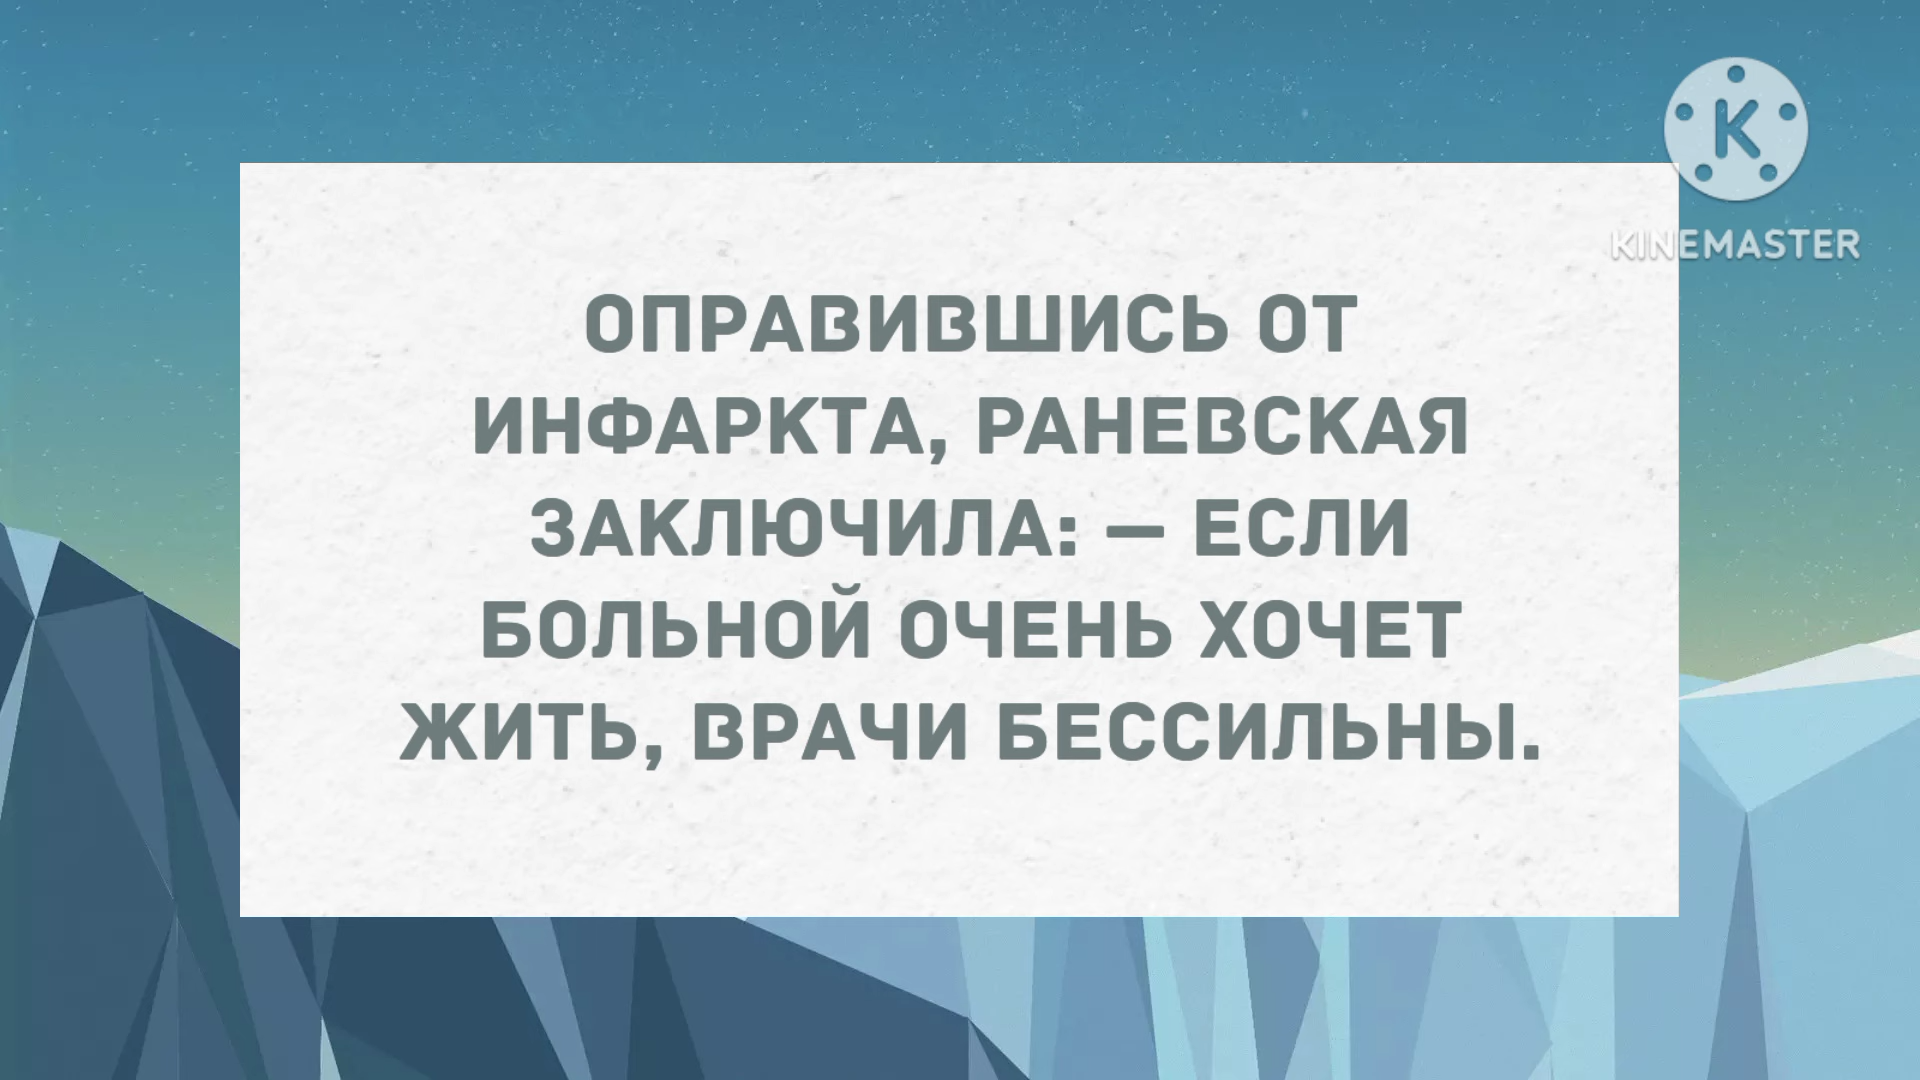 K
KINEMASTER
ОПРАВИВШИСЬ ОТ
ИНФАРКТА, РАНЕВСКАЯ
ЗАКЛЮЧИЛА: — ЕСЛИ
БОЛЬНОЙ ОЧЕНЬ ХОЧЕТ
ЖИТЬ, ВРАЧИ БЕССИЛЬНЫ.